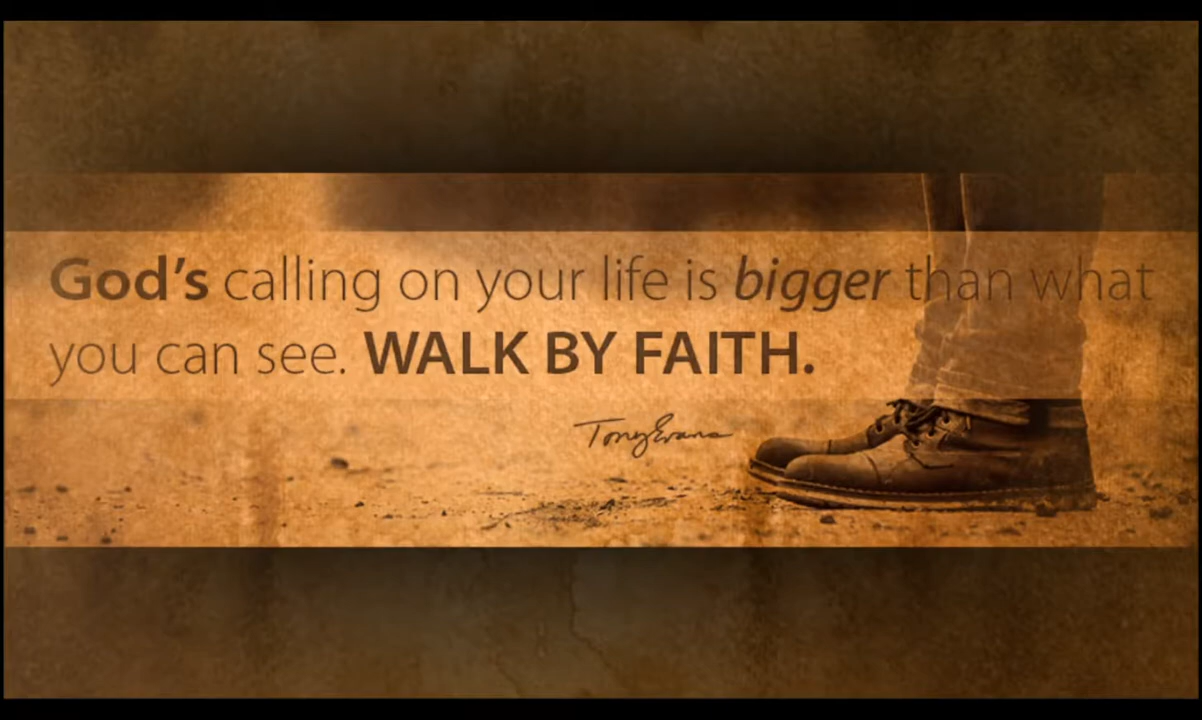 God's calling on your life is bigger than what
you can see. WALK BY FAITH.
Tony Evans